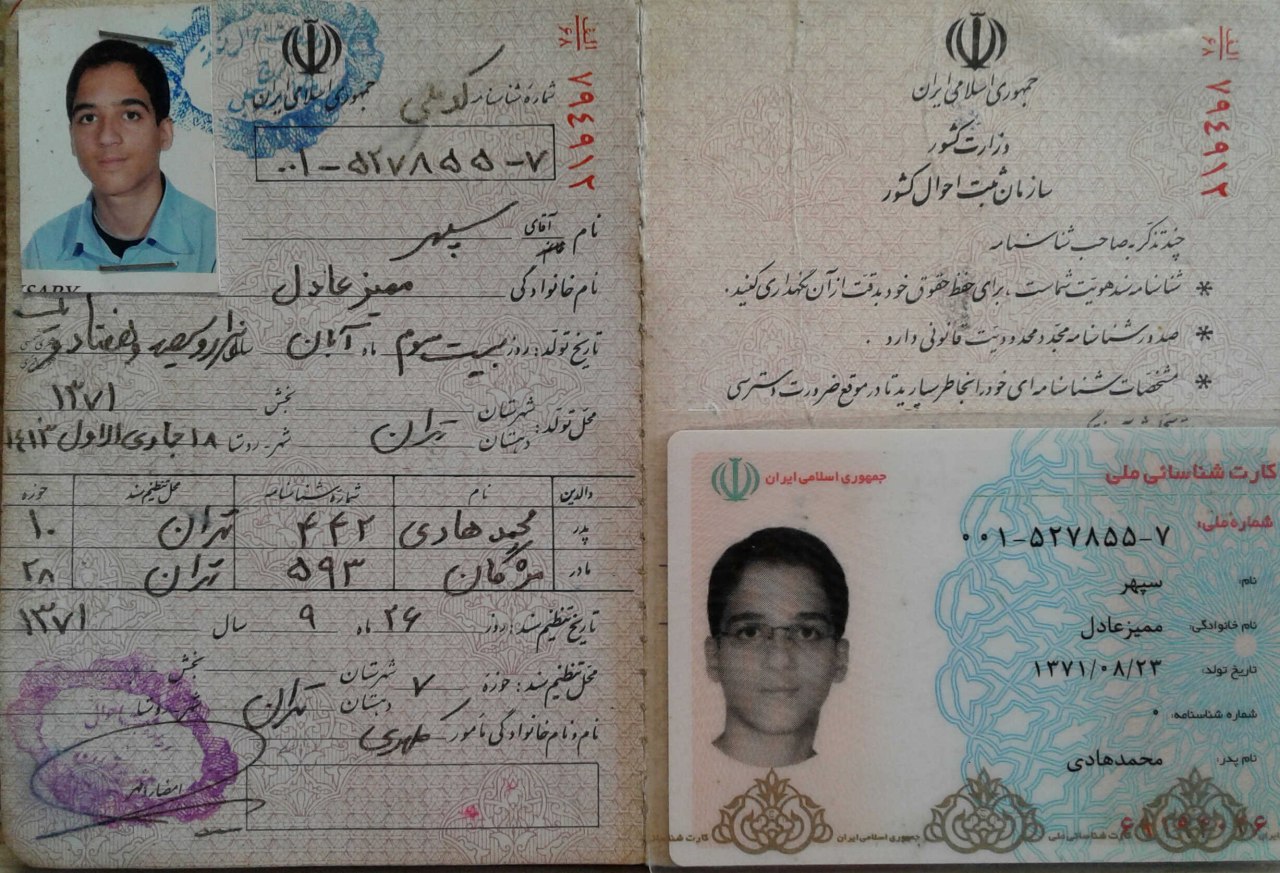 الف
۶۸
۷۹۴۹۱۲
جمهوری اسلامی ایران
شماره شناسنامه کد ملی
۰۰۱-۵۲۷۸۵۵-۷
نام آقای سپهر
نام خانوادگی ممیز عادل
تاریخ تولد: روز بیست سوم ماه آبان سال هزار و سیصد و هفتاد و یک
۱۳۷۱
محل تولد: شهرستان تهران بخش
دهستان شهر-روستا ۱۸ جمادی الاول ۱۴۱۳
والدین نام شماره شناسنامه محل تنظیم سند حوزه
پدر محمد هادی ۴۴۲ تهران ۱۰
مادر مژگان ۵۹۳ تهران ۲۸
تاریخ تنظیم سند: روز ۲۶ ماه ۹ سال ۱۳۷۱
محل تنظیم سند: حوزه ۷ شهرستان تهران بخش
دهستان
نام و نام خانوادگی مأمور
الف
۶۸
۷۹۴۹۱۲
جمهوری اسلامی ایران
وزارت کشور
سازمان ثبت احوال کشور
چند تذکر به صاحب شناسنامه
* شناسنامه سند هویت شماست، برای حفظ حقوق خود بدقت از آن نگهداری کنید.
* صدور شناسنامه مجدد محدودیت قانونی دارد.
* مشخصات شناسنامه ای خود را بخاطر بسپارید تا در موقع ضرورت و دسترسی
کارت شناسائی ملی
جمهوری اسلامی ایران
شماره ملی: ۰۰۱-۵۲۷۸۵۵-۷
نام: سپهر
نام خانوادگی: ممیز عادل
تاریخ تولد: ۱۳۷۱/۰۸/۲۳
شماره شناسنامه: ۰
نام پدر: محمدهادی
جمهوری اسلامی ایران
کارت شناسائی ملی